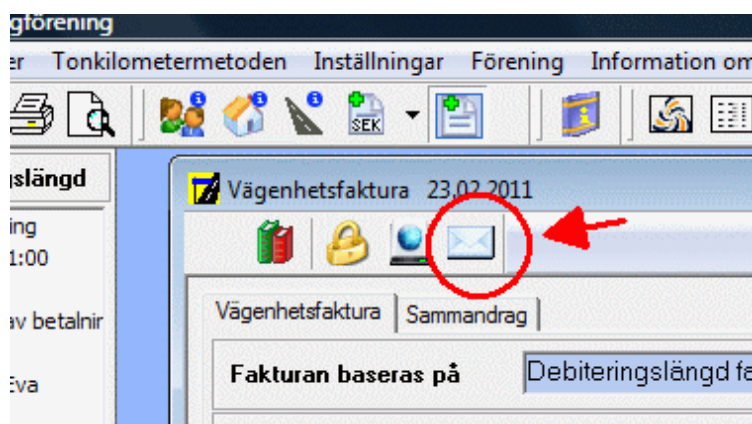 gförening
er Tonkilometermetoden Inställningar Förening Information om
SEK
slängd
ing
1:00
av betalnir
Eva
Vägenhetsfaktura 23.02.2011
Vägenhetsfaktura Sammandrag
Fakturan baseras på Debiteringslängd fa